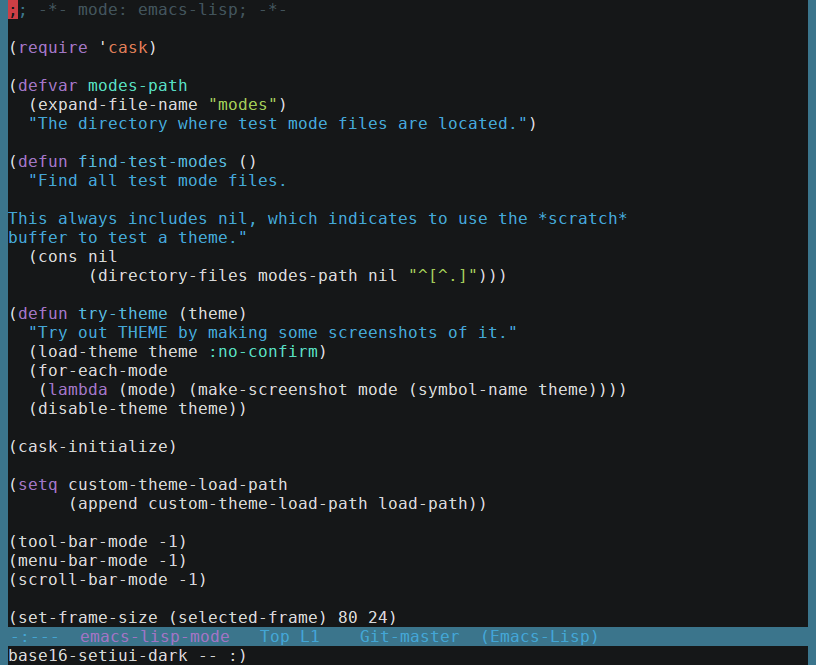 ;; -*- mode: emacs-lisp; -*-

(require 'cask)

(defvar modes-path
  (expand-file-name "modes")
  "The directory where test mode files are located.")

(defun find-test-modes ()
  "Find all test mode files.

This always includes nil, which indicates to use the *scratch*
buffer to test a theme."
  (cons nil
        (directory-files modes-path nil "^[^.]")))

(defun try-theme (theme)
  "Try out THEME by making some screenshots of it."
  (load-theme theme :no-confirm)
  (for-each-mode
   (lambda (mode) (make-screenshot mode (symbol-name theme))))
  (disable-theme theme))

(cask-initialize)

(setq custom-theme-load-path
      (append custom-theme-load-path load-path))

(tool-bar-mode -1)
(menu-bar-mode -1)
(scroll-bar-mode -1)

(set-frame-size (selected-frame) 80 24)
-:---  emacs-lisp-mode   Top L1    Git-master  (Emacs-Lisp)
base16-setiui-dark -- :)